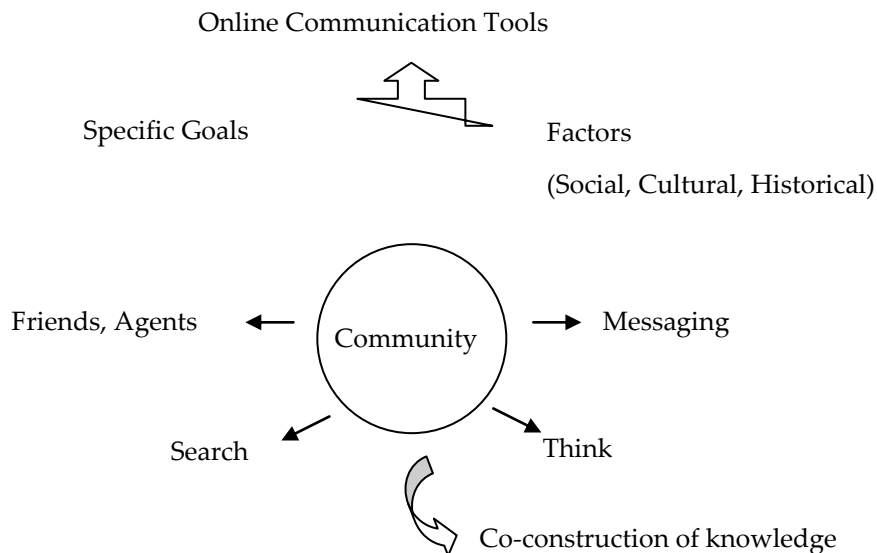 Online Communication Tools
Specific Goals
Factors
(Social, Cultural, Historical)
Friends, Agents
Community
Messaging
Search
Think
Co-construction of knowledge